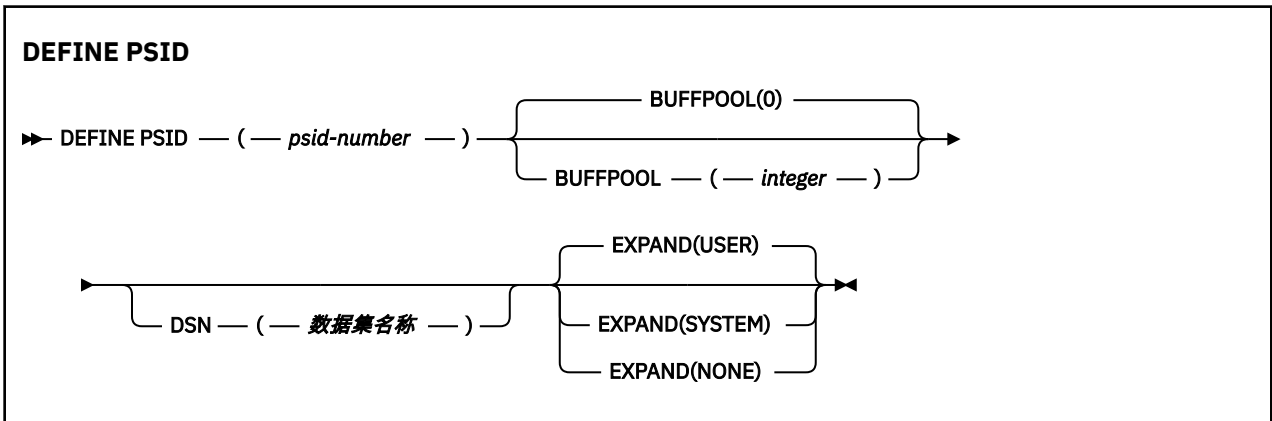 DEFINE PSID
BUFFPOOL(0)
DEFINE PSID ( psid-number )
BUFFPOOL ( integer )
EXPAND(USER)
DSN ( 数据集名称 )
EXPAND(SYSTEM)
EXPAND(NONE)